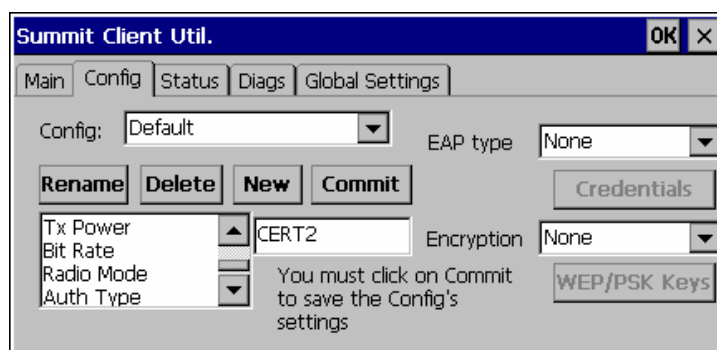 Summit Client Util. OK ×
Main Config Status Diags Global Settings
Config: Default
EAP type None
Rename Delete New Commit
Credentials
Tx Power
Bit Rate
Radio Mode
Auth Type
CERT2
Encryption None
You must click on Commit
to save the Config's
settings
WEP/PSK Keys